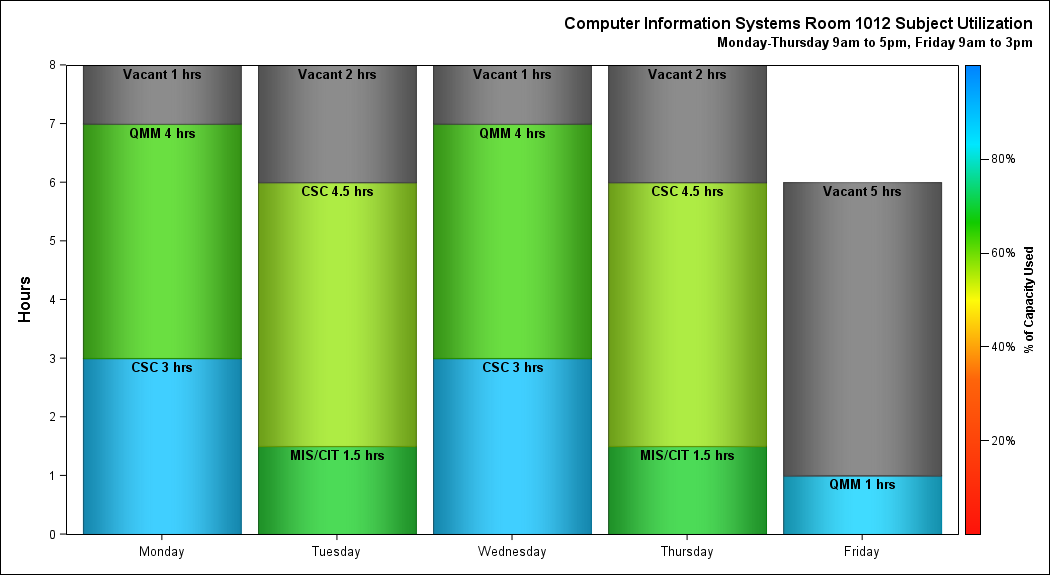 Computer Information Systems Room 1012 Subject Utilization
Monday-Thursday 9am to 5pm, Friday 9am to 3pm
Hours
8
7
6
5
4
3
2
1
0
Vacant 1 hrs
QMM 4 hrs
CSC 3 hrs
Vacant 2 hrs
CSC 4.5 hrs
MIS/CIT 1.5 hrs
Vacant 1 hrs
QMM 4 hrs
CSC 3 hrs
Vacant 2 hrs
CSC 4.5 hrs
MIS/CIT 1.5 hrs
Vacant 5 hrs
QMM 1 hrs
Monday
Tuesday
Wednesday
Thursday
Friday
80%
60%
40%
20%
% of Capacity Used